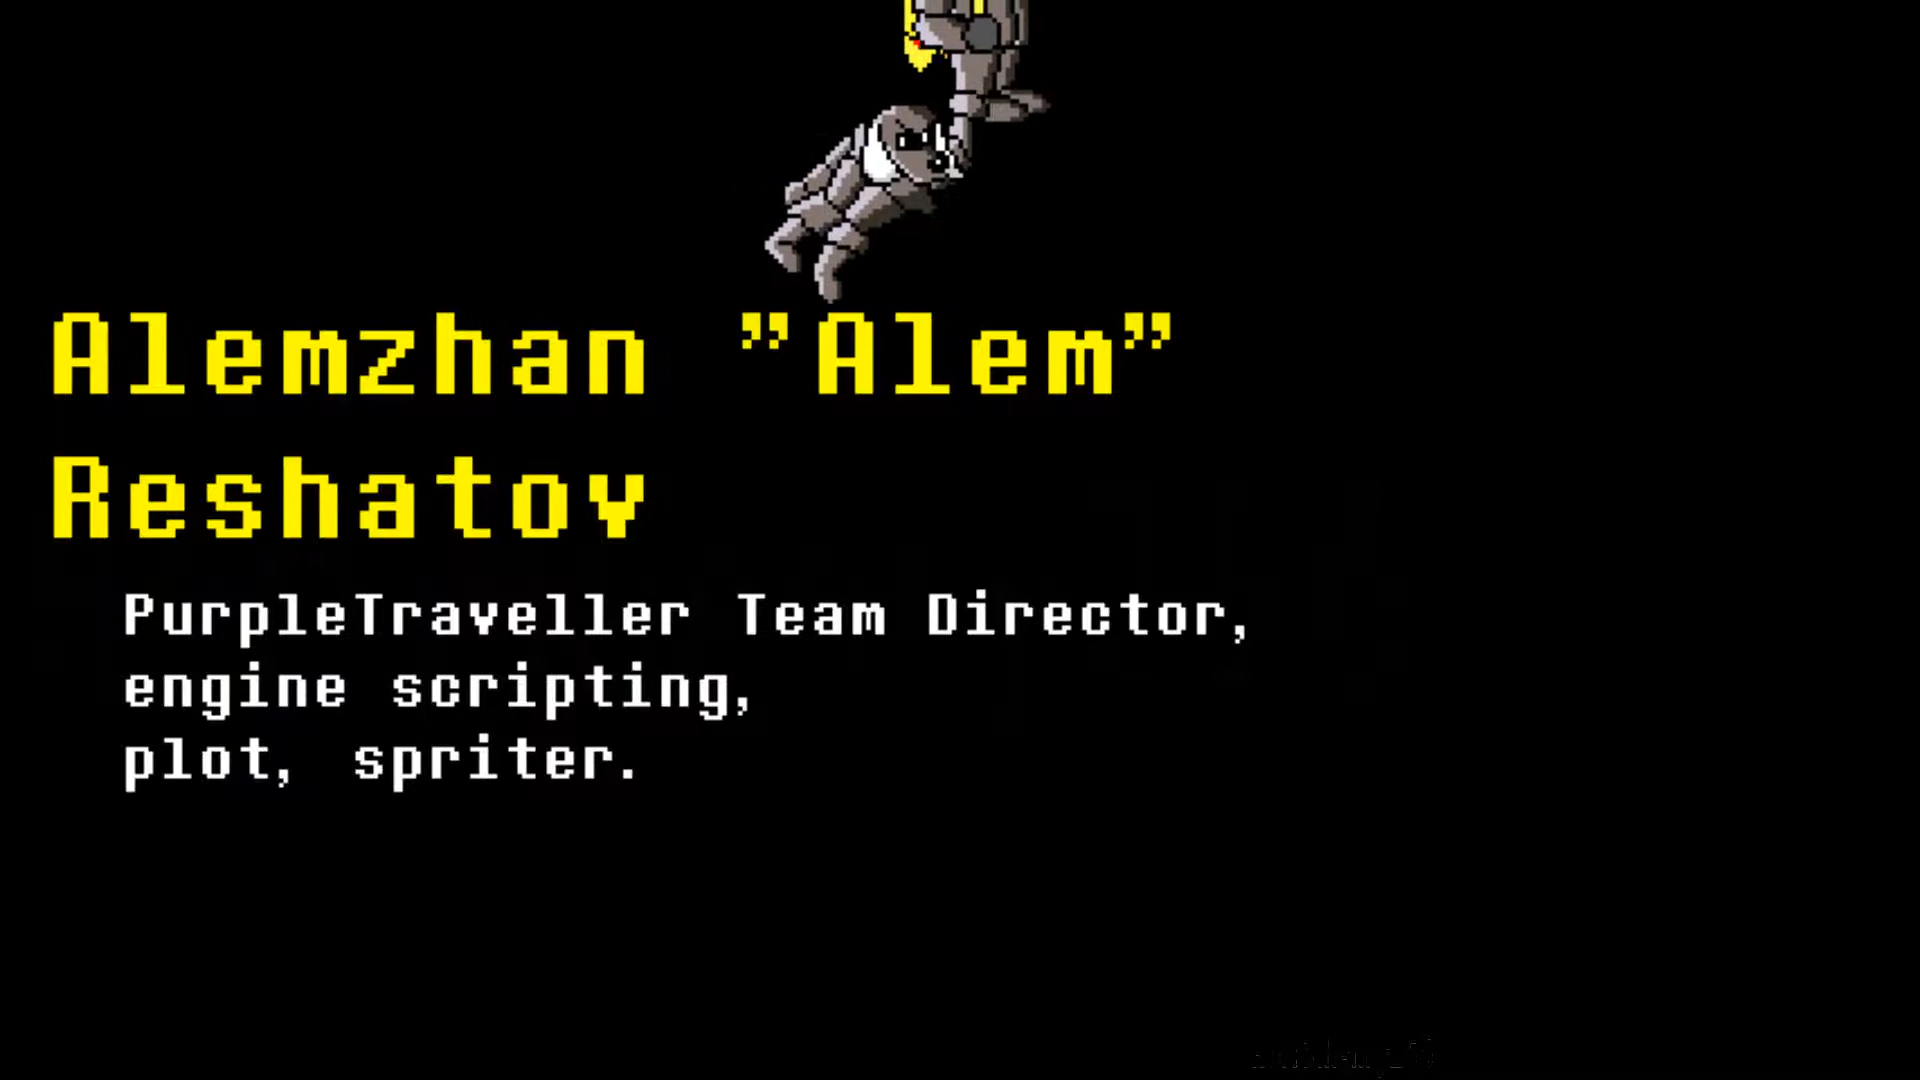 Alemzhan ”Alem”
Reshatov
PurpleTraveller Team Director,
engine scripting,
plot, spriter.